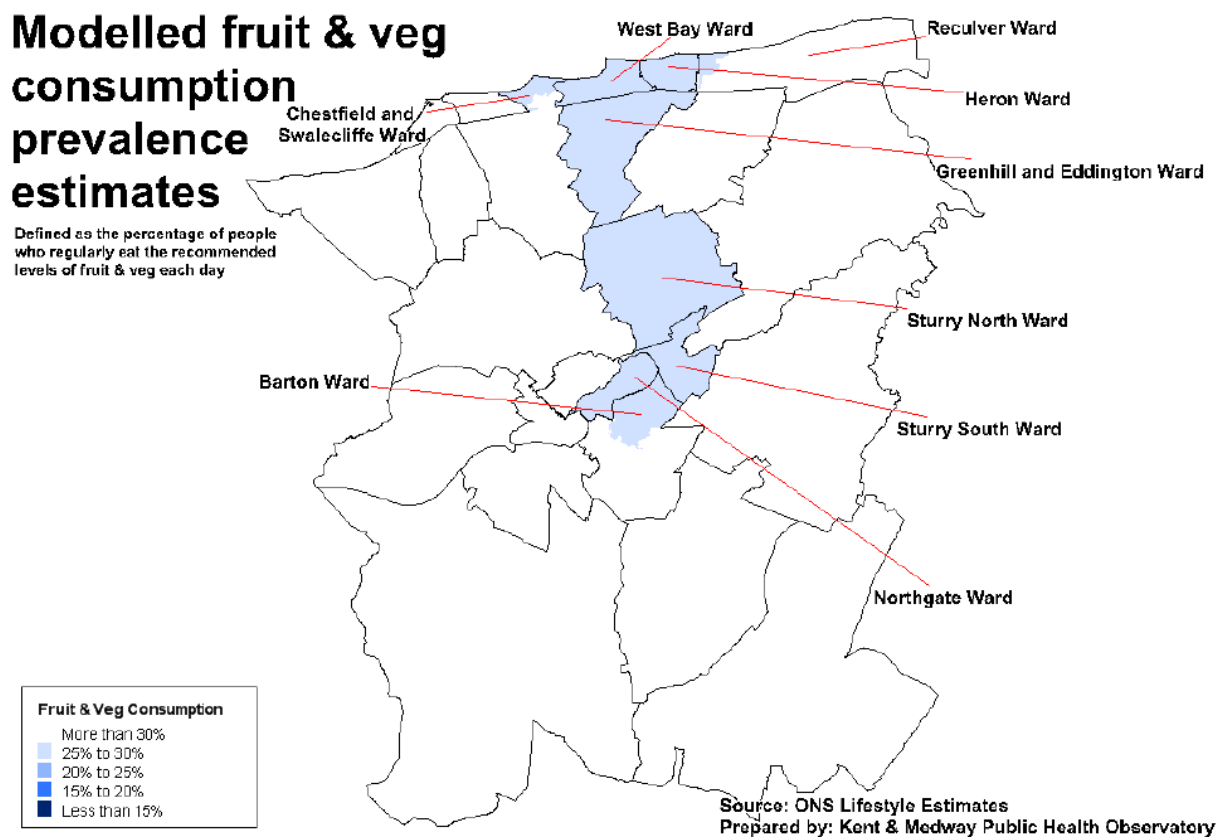 Modelled fruit & veg
consumption
prevalence
estimates
Defined as the percentage of people
who regularly eat the recommended
levels of fruit & veg each day
West Bay Ward
Reculver Ward
Heron Ward
Chestfield and
Swalecliffe Ward
Greenhill and Eddington Ward
Sturry North Ward
Barton Ward
Sturry South Ward
Northgate Ward
Fruit & Veg Consumption
More than 30%
25% to 30%
20% to 25%
15% to 20%
Less than 15%
Source: ONS Lifestyle Estimates
Prepared by: Kent & Medway Public Health Observatory